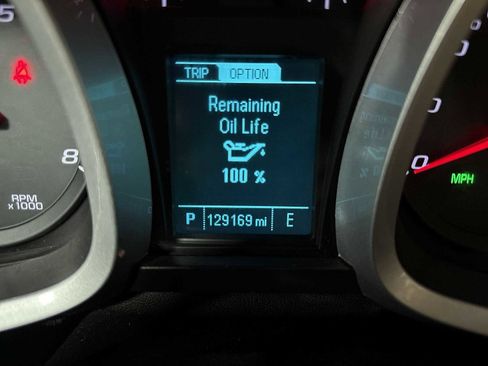 5
TRIP OPTION
Remaining
Oil Life
100 %
8
0
RPM
x1000
MPH
P 129169 mi E